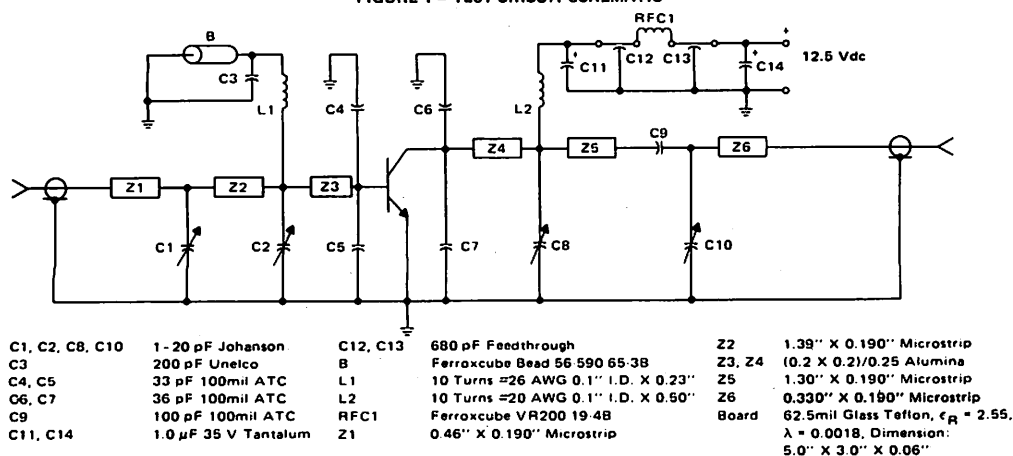 FIGURE 1 – TEST CIRCUIT SCHEMATIC
RFC1
B
C3
L1
C4
C6
L2
C11
C12
C13
C14
12.5 Vdc
C9
Z1
Z2
Z3
Z4
Z5
Z6
C1
C2
C5
C7
C8
C10
C1, C2, C8, C10 1-20 pF Johanson
C3 200 pF Unelco
C4, C5 33 pF 100mil ATC
C6, C7 36 pF 100mil ATC
C9 100 pF 100mil ATC
C11, C14 1.0 μF 35 V Tantalum
C12, C13 680 pF Feedthrough
B Ferroxcube Bead 56-590 65-3B
L1 10 Turns #26 AWG 0.1" I.D. X 0.23"
L2 10 Turns #20 AWG 0.1" I.D. X 0.50"
RFC1 Ferroxcube VR200 19-4B
Z1 0.46" X 0.190" Microstrip
Z2 1.39" X 0.190" Microstrip
Z3, Z4 (0.2 X 0.2)/0.25 Alumina
Z5 1.30" X 0.190" Microstrip
Z6 0.330" X 0.190" Microstrip
Board 62.5mil Glass Teflon, εR = 2.55,
λ = 0.0018, Dimension:
5.0" X 3.0" X 0.06"